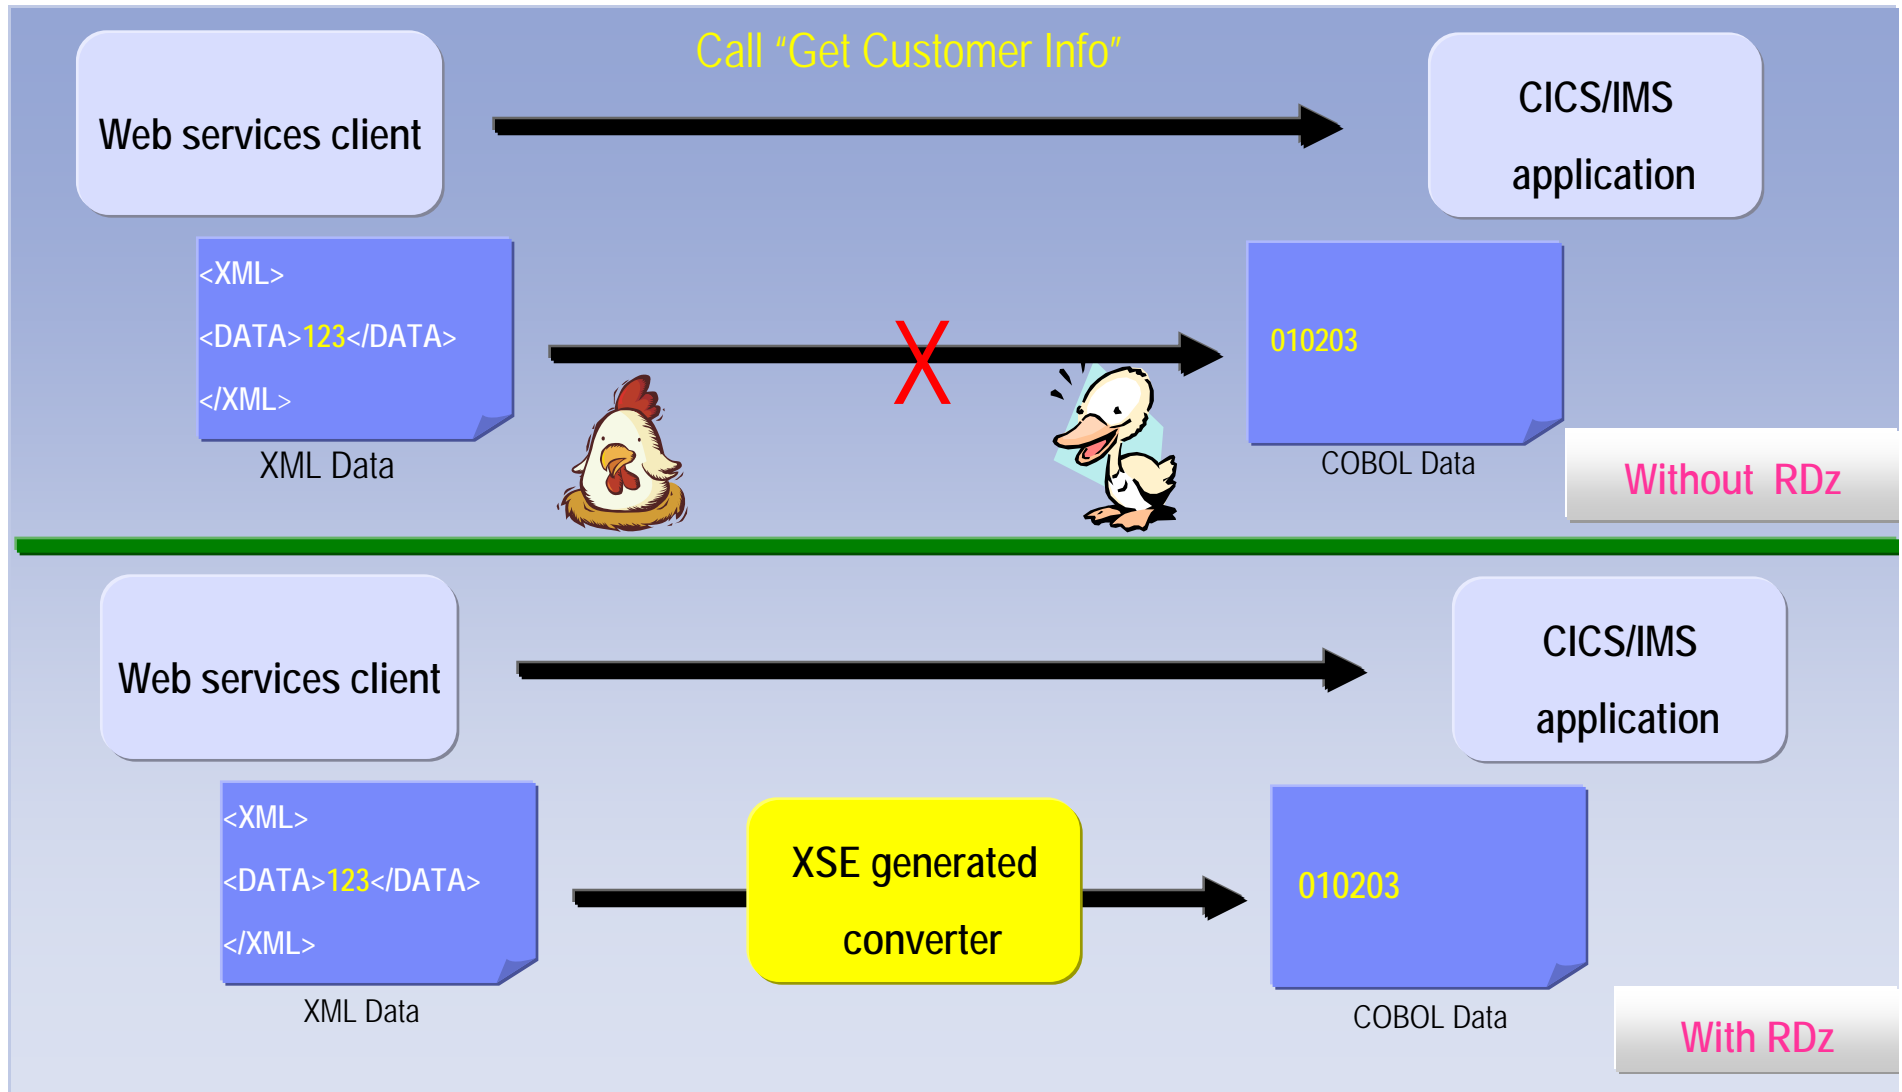 Call “Get Customer Info”
Web services client
CICS/IMS
application
<XML>
<DATA>123</DATA>
</XML>
XML Data
X
010203
COBOL Data
Without RDz
Web services client
CICS/IMS
application
<XML>
<DATA>123</DATA>
</XML>
XML Data
XSE generated
converter
010203
COBOL Data
With RDz